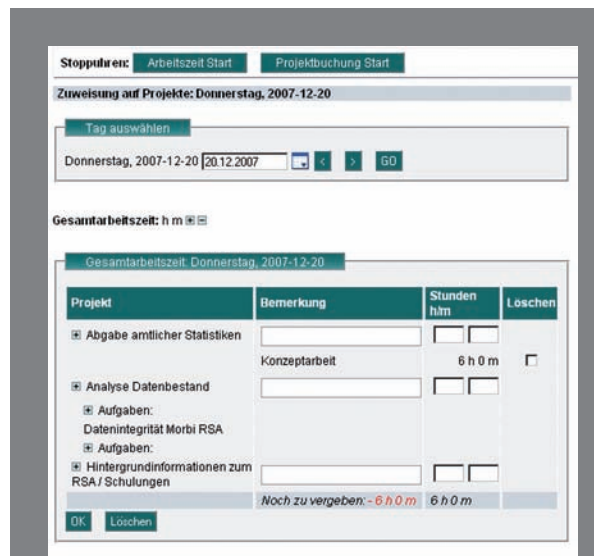 Stoppuhren: Arbeitszeit Start Projektbuchung Start
Zuweisung auf Projekte: Donnerstag, 2007-12-20
Tag auswählen
Donnerstag, 2007-12-20 20.12.2007 < > GO
Gesamtarbeitszeit: h m
Gesamtarbeitszeit: Donnerstag, 2007-12-20
Projekt Bemerkung Stunden h/m Löschen
Abgabe amtlicher Statistiken
Konzeptarbeit 6 h 0 m
Analyse Datenbestand
Aufgaben:
Datenintegrität Morbi RSA
Aufgaben:
Hintergrundinformationen zum
RSA / Schulungen
Noch zu vergeben: - 6 h 0 m 6 h 0 m
OK Löschen